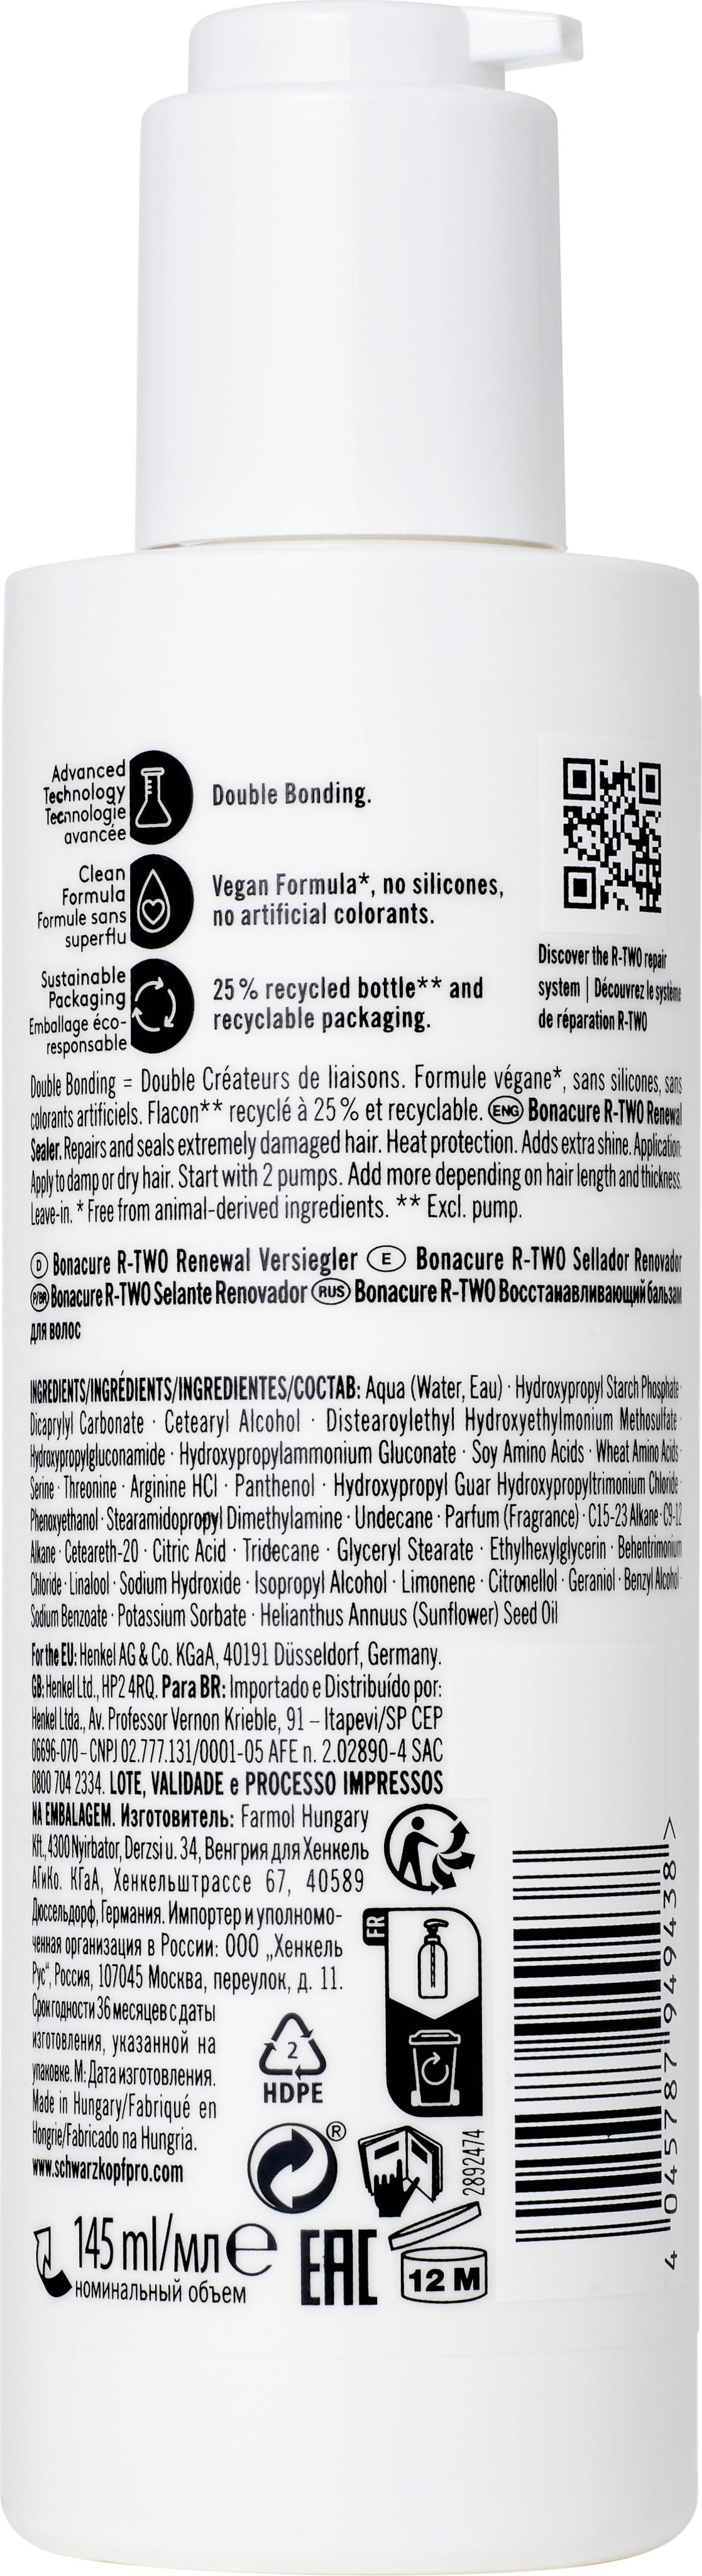 Advanced
Technology
Technologie
avancée
Double Bonding.
Clean
Formula
Formule sans
superflu
Vegan Formula*, no silicones,
no artificial colorants.
Sustainable
Packaging
Emballage éco-
responsable
25 % recycled bottle** and
recyclable packaging.
Discover the R-TWO repair
system | Découvrez le système
de réparation R-TWO
Double Bonding = Double Créateurs de liaisons. Formule végane*, sans silicones, sans
colorants artificiels. Flacon** recyclé à 25 % et recyclable. ENG Bonacure R-TWO Renewal
Sealer. Repairs and seals extremely damaged hair. Heat protection. Adds extra shine. Application:
Apply to damp or dry hair. Start with 2 pumps. Add more depending on hair length and thickness.
Leave-in. * Free from animal-derived ingredients. ** Excl. pump.
D Bonacure R-TWO Renewal Versiegler E Bonacure R-TWO Sellador Renovador
P/BR Bonacure R-TWO Selante Renovador RUS Bonacure R-TWO Восстанавливающий бальзам
для волос
INGREDIENTS/INGRÉDIENTS/INGREDIENTES/СОСТАВ: Aqua (Water, Eau) · Hydroxypropyl Starch Phosphate ·
Dicaprylyl Carbonate · Cetearyl Alcohol · Distearoylethyl Hydroxyethylmonium Methosulfate ·
Hydroxypropylgluconamide · Hydroxypropylammonium Gluconate · Soy Amino Acids · Wheat Amino Acids ·
Serine · Threonine · Arginine HCl · Panthenol · Hydroxypropyl Guar Hydroxypropyltrimonium Chloride ·
Phenoxyethanol · Stearamidopropyl Dimethylamine · Undecane · Parfum (Fragrance) · C15-23 Alkane · C9-12
Alkane · Ceteareth-20 · Citric Acid · Tridecane · Glyceryl Stearate · Ethylhexylglycerin · Behentrimonium
Chloride · Linalool · Sodium Hydroxide · Isopropyl Alcohol · Limonene · Citronellol · Geraniol · Benzyl Alcohol ·
Sodium Benzoate · Potassium Sorbate · Helianthus Annuus (Sunflower) Seed Oil
For the EU: Henkel AG & Co. KGaA, 40191 Düsseldorf, Germany.
GB: Henkel Ltd., HP2 4RQ. Para BR: Importado e Distribuído por:
Henkel Ltda., Av. Professor Vernon Krieble, 91 – Itapevi/SP CEP
06696-070 – CNPJ 02.777.131/0001-05 AFE n. 2.02890-4 SAC
0800 704 2334. LOTE, VALIDADE e PROCESSO IMPRESSOS
NA EMBALAGEM. Изготовитель: Farmol Hungary
Kft., 4300 Nyirbator, Derzsi u. 34, Венгрия для Хенкель
АГ и Ко. КГаА, Хенкельштрассе 67, 40589
Дюссельдорф, Германия. Импортер и уполномо-
ченная организация в России: ООО „Хенкель
Рус“, Россия, 107045 Москва, переулок, д. 11.
Срок годности 36 месяцев с даты
изготовления, указанной на
упаковке. М: Дата изготовления.
Made in Hungary/Fabriqué en
Hongrie/Fabricado na Hungria.
www.schwarzkopfpro.com
FR
2
HDPE
®
2892474
145 ml/мл e
номинальный объем
EAC
12 M
4 045787 949438 >